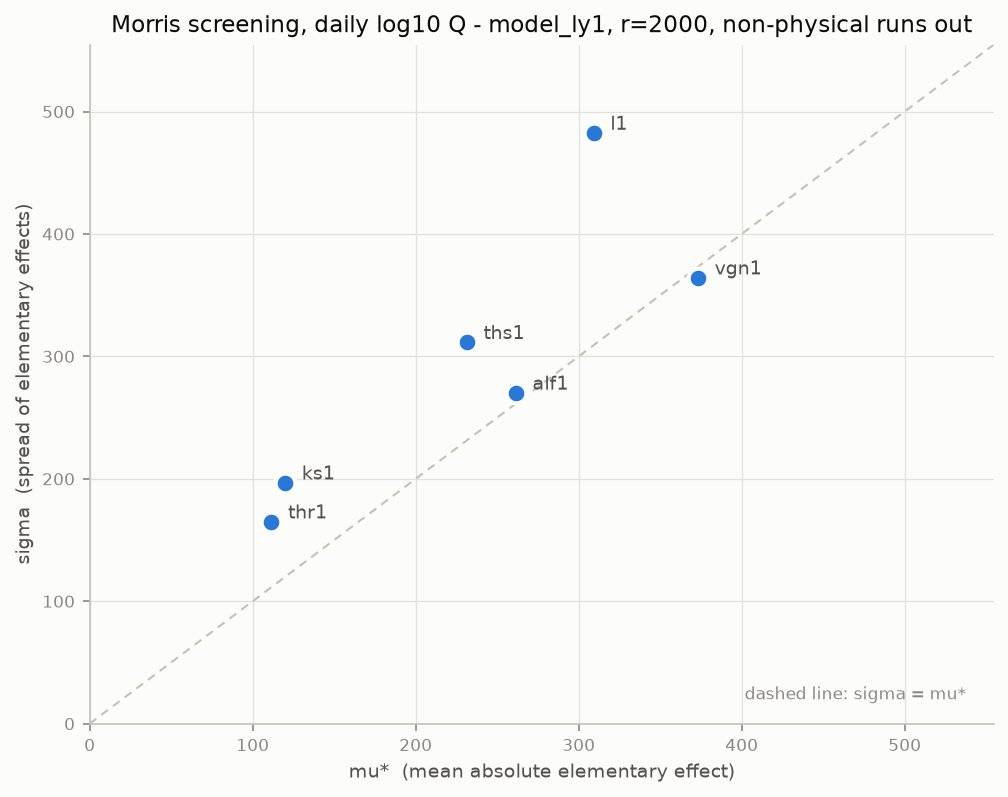 Morris screening, daily log10 Q - model_ly1, r=2000, non-physical runs out
sigma (spread of elementary effects)
500
400
300
200
100
0
l1
vgn1
ths1
alf1
ks1
thr1
dashed line: sigma = mu*
0 100 200 300 400 500
mu* (mean absolute elementary effect)